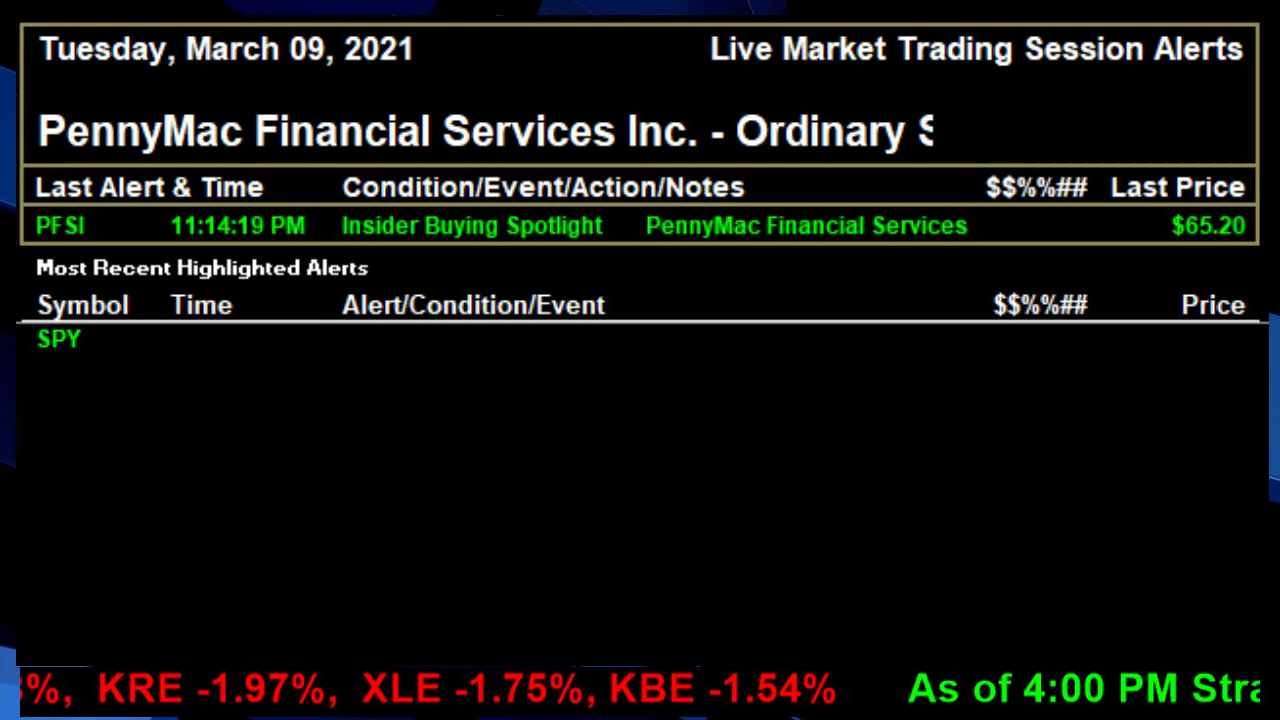 Tuesday, March 09, 2021 Live Market Trading Session Alerts
PennyMac Financial Services Inc. - Ordinary S
Last Alert & Time Condition/Event/Action/Notes $$%%## Last Price
PFSI 11:14:19 PM Insider Buying Spotlight PennyMac Financial Services $65.20
Most Recent Highlighted Alerts
Symbol Time Alert/Condition/Event $$%%## Price
SPY
%, KRE -1.97%, XLE -1.75%, KBE -1.54% As of 4:00 PM Stra